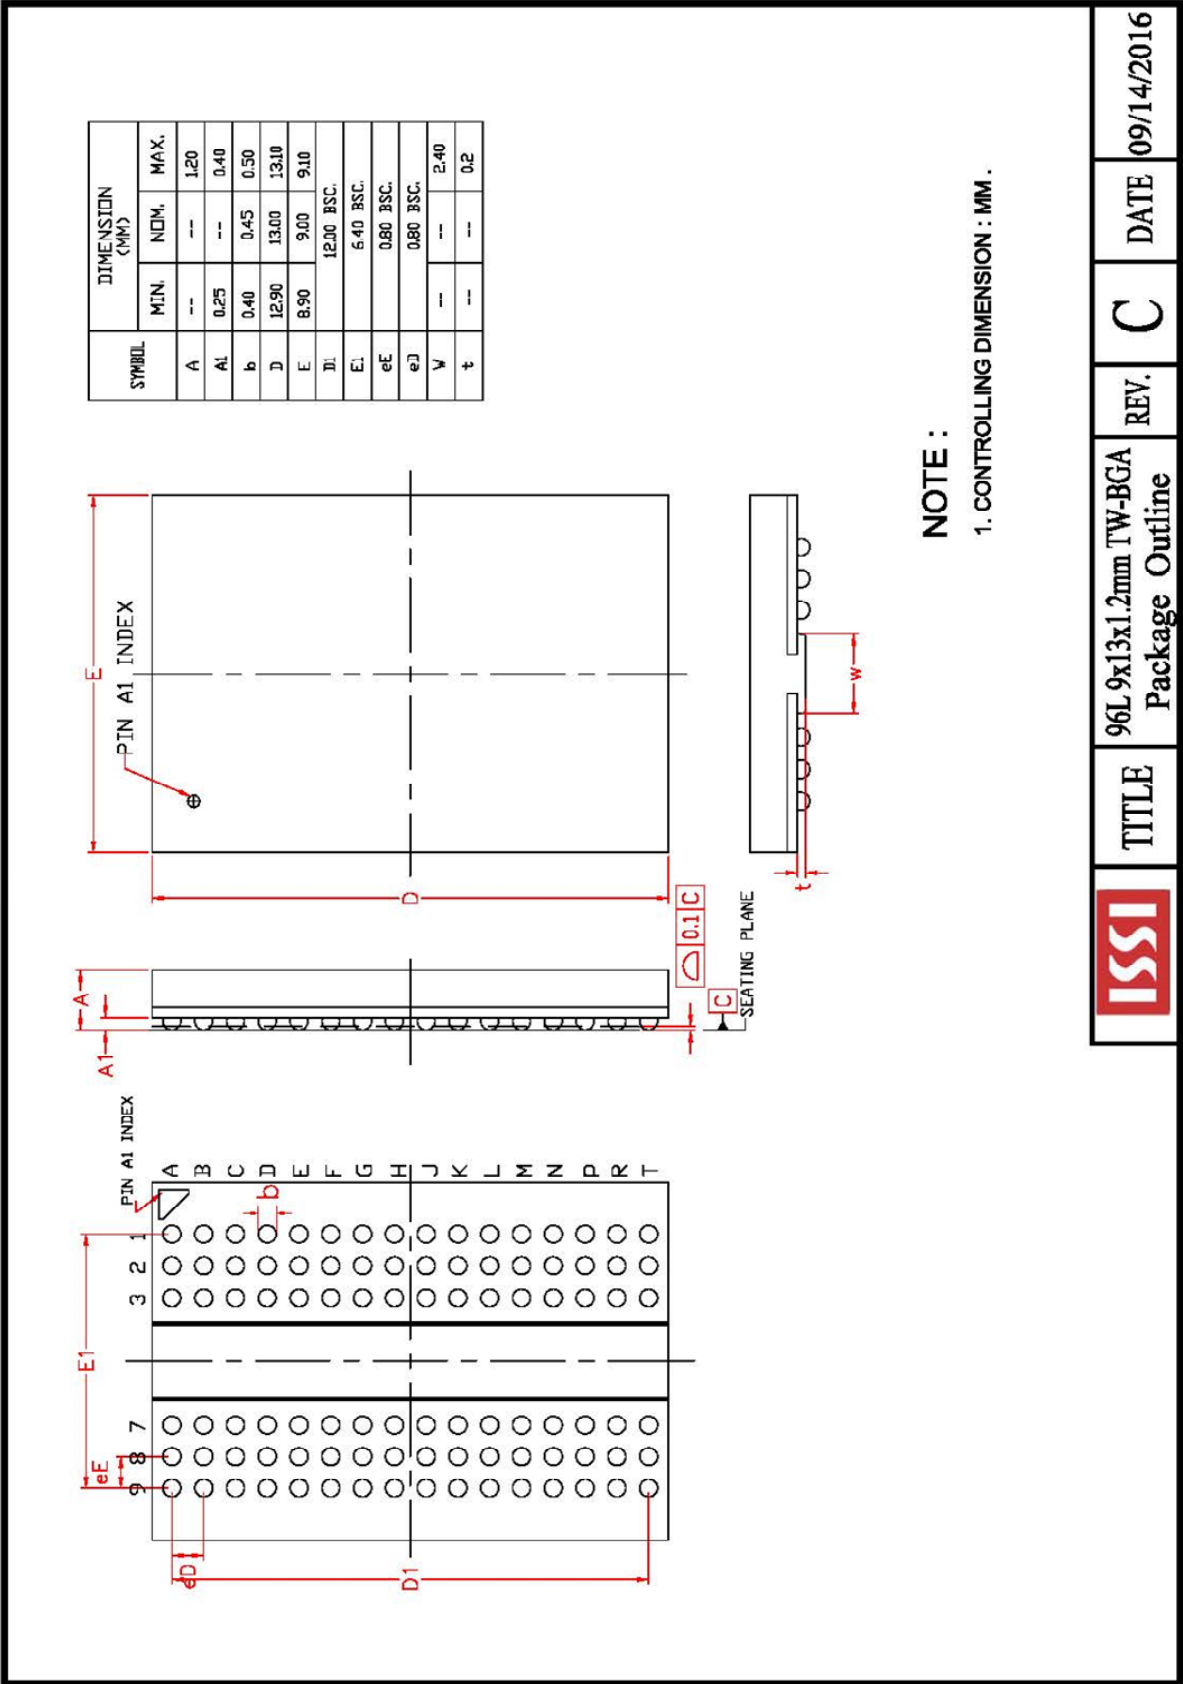 PIN A1 INDEX
9 8 7 3 2 1
A
B
C
D
E
F
G
H
J
K
L
M
N
P
R
T
E1
eE
eD
D1
b
A
A1
0.1 C
C
SEATING PLANE
PIN A1 INDEX
E
D
W
t
SYMBOL DIMENSION
(MM)
MIN. NOM. MAX.
A -- -- 1.20
A1 0.25 -- 0.40
b 0.40 0.45 0.50
D 12.90 13.00 13.10
E 8.90 9.00 9.10
D1 12.00 BSC.
E1 6.40 BSC.
eE 0.80 BSC.
eD 0.80 BSC.
W -- -- 2.40
t -- -- 0.2
NOTE :
1. CONTROLLING DIMENSION : MM .
ISSI TITLE 96L 9x13x1.2mm TW-BGA REV. C DATE 09/14/2016
Package Outline